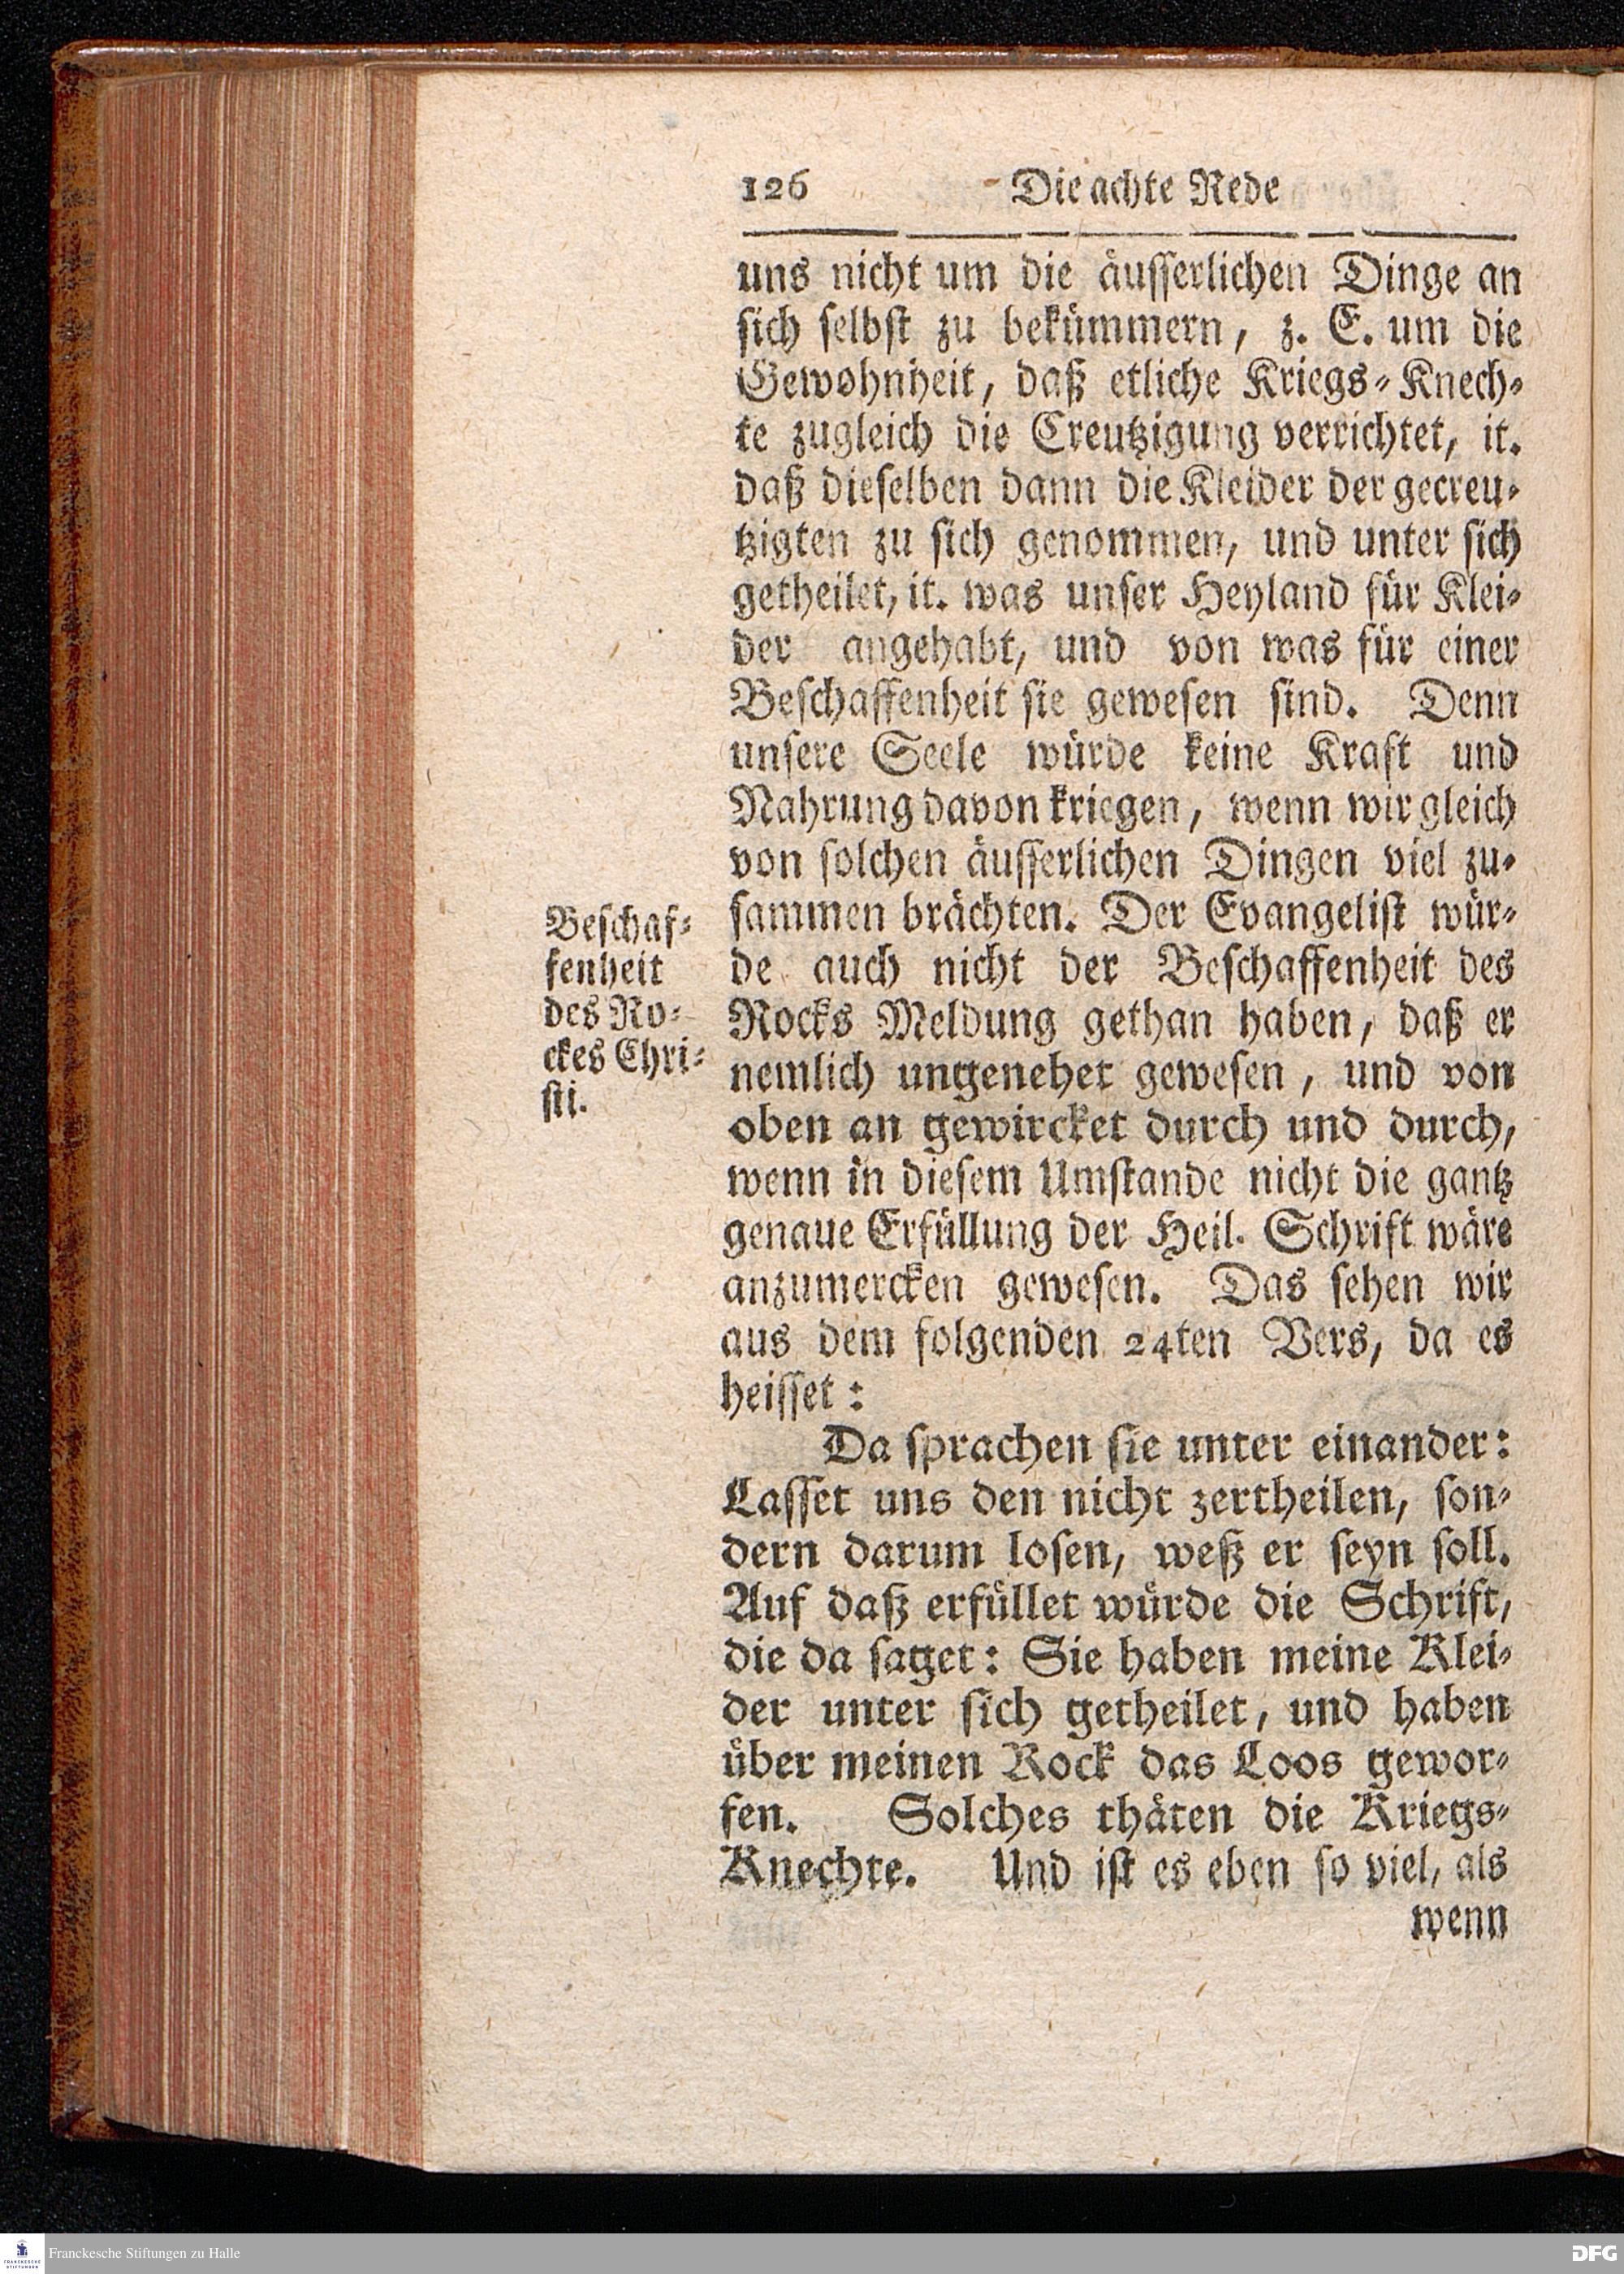 126 Die achte Rede
uns nicht um die äusserlichen Dinge an
sich selbst zu bekümmern, z. E. um die
Gewohnheit, daß etliche Kriegs-Knech-
te zugleich die Creutzigung verrichtet, it.
daß dieselben dann die Kleider der gecreu-
tzigten zu sich genommen, und unter sich
getheilet, it. was unser Heyland für Klei-
der angehabt, und von was für einer
Beschaffenheit sie gewesen sind. Denn
unsere Seele würde keine Kraft und
Nahrung davon kriegen, wenn wir gleich
von solchen äusserlichen Dingen viel zu-
sammen brächten. Der Evangelist wür-
de auch nicht der Beschaffenheit des
Rocks Meldung gethan haben, daß er
nemlich ungenehet gewesen, und von
oben an gewircket durch und durch,
wenn in diesem Umstande nicht die gantz
genaue Erfüllung der Heil. Schrift wäre
anzumercken gewesen. Das sehen wir
aus dem folgenden 24ten Vers, da es
heisset:
Da sprachen sie unter einander:
Lasset uns den nicht zertheilen, son-
dern darum losen, weß er seyn soll.
Auf daß erfüllet würde die Schrift,
die da saget: Sie haben meine Klei-
der unter sich getheilet, und haben
über meinen Rock das Loos gewor-
fen. Solches thäten die Kriegs-
Knechte. Und ist es eben so viel, als
wenn
Beschaf-
fenheit
des Ro-
ckes Chri-
sti.
FRANCKESCHE
STIFTUNGEN
Franckesche Stiftungen zu Halle
DFG